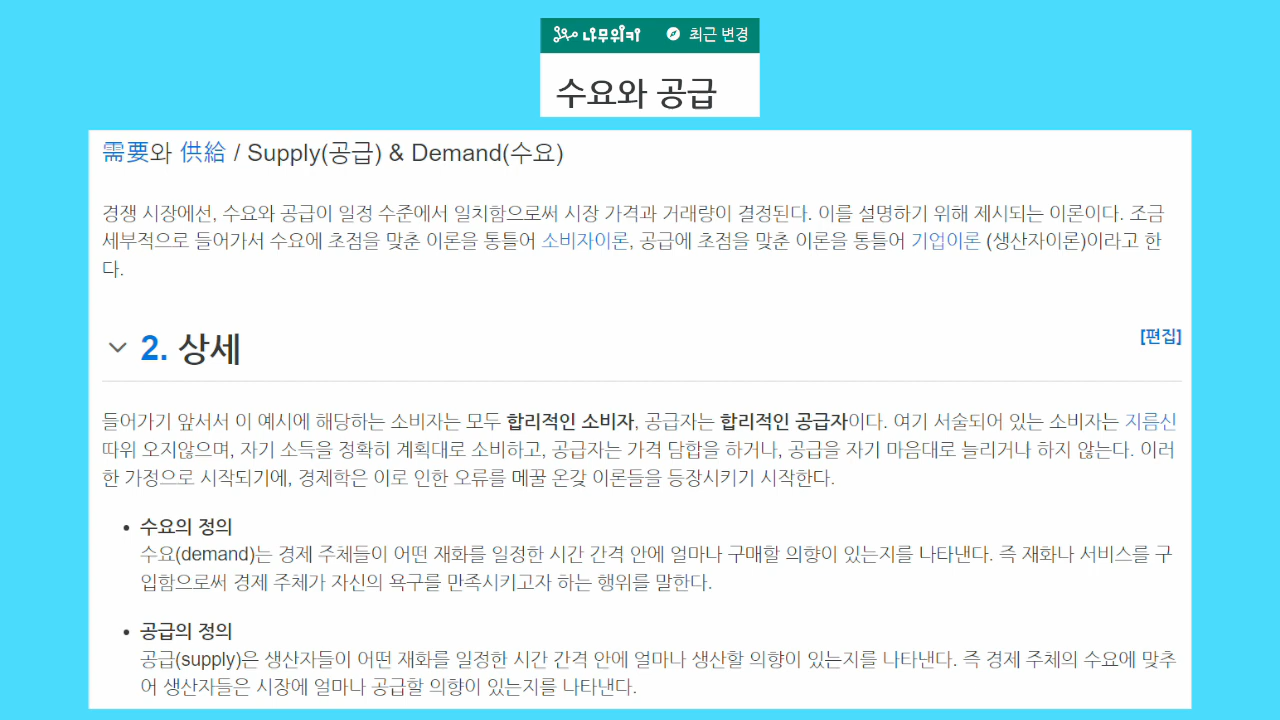 나무위키 최근 변경
수요와 공급
需要와 供給 / Supply(공급) & Demand(수요)
경쟁 시장에선, 수요와 공급이 일정 수준에서 일치함으로써 시장 가격과 거래량이 결정된다. 이를 설명하기 위해 제시되는 이론이다. 조금
세부적으로 들어가서 수요에 초점을 맞춘 이론을 통틀어 소비자이론, 공급에 초점을 맞춘 이론을 통틀어 기업이론 (생산자이론)이라고 한
다.
2. 상세
[편집]
들어가기 앞서서 이 예시에 해당하는 소비자는 모두 합리적인 소비자, 공급자는 합리적인 공급자이다. 여기 서술되어 있는 소비자는 지름신
따위 오지않으며, 자기 소득을 정확히 계획대로 소비하고, 공급자는 가격 담합을 하거나, 공급을 자기 마음대로 늘리거나 하지 않는다. 이러
한 가정으로 시작되기에, 경제학은 이로 인한 오류를 메꿀 온갖 이론들을 등장시키기 시작한다.
• 수요의 정의
수요(demand)는 경제 주체들이 어떤 재화를 일정한 시간 간격 안에 얼마나 구매할 의향이 있는지를 나타낸다. 즉 재화나 서비스를 구
입함으로써 경제 주체가 자신의 욕구를 만족시키고자 하는 행위를 말한다.
• 공급의 정의
공급(supply)은 생산자들이 어떤 재화를 일정한 시간 간격 안에 얼마나 생산할 의향이 있는지를 나타낸다. 즉 경제 주체의 수요에 맞추
어 생산자들은 시장에 얼마나 공급할 의향이 있는지를 나타낸다.